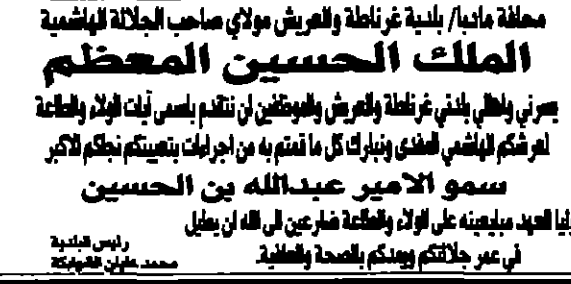 محافظة مادبا/ بلدية غرناطة والعريش مولاي صاحب الجلالة الهاشمية
الملك الحسين المعظم
يسرني واهالي بلدتي غرناطة والعريش والموظفين ان نتقدم باسمى آيات الولاء والطاعة
لعرشكم الهاشمي المفدى ونبارك كل ما قمتم به من اجراءات بتعيينكم نجلكم الاكبر
سمو الامير عبدالله بن الحسين
وليا للعهد مبايعينه على الولاء والطاعة ضارعين الى الله ان يطيل
في عمر جلالتكم ويمدكم بالصحة والعافية.
رئيس البلدية
محمد عليان